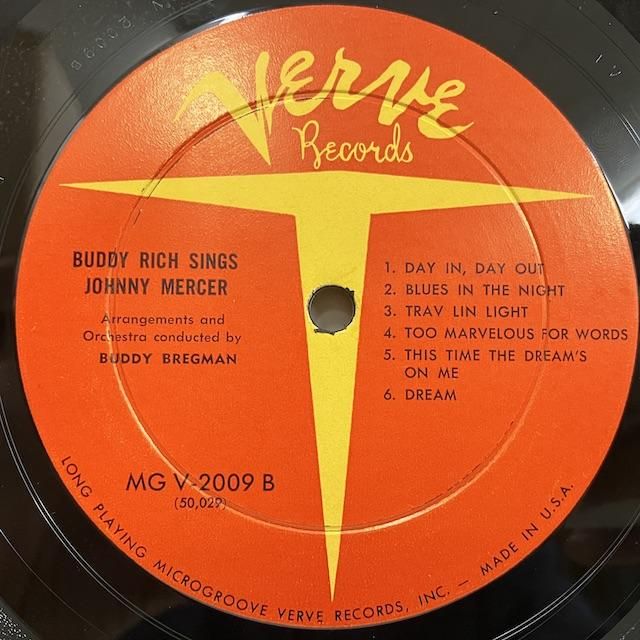 Verve
Records
BUDDY RICH SINGS
JOHNNY MERCER
Arrangements and
Orchestra conducted by
BUDDY BREGMAN
1. DAY IN, DAY OUT
2. BLUES IN THE NIGHT
3. TRAV LIN LIGHT
4. TOO MARVELOUS FOR WORDS
5. THIS TIME THE DREAM'S
ON ME
6. DREAM
MG V-2009 B
(50,029)
LONG PLAYING MICROGROOVE VERVE RECORDS, INC. — MADE IN U.S.A.